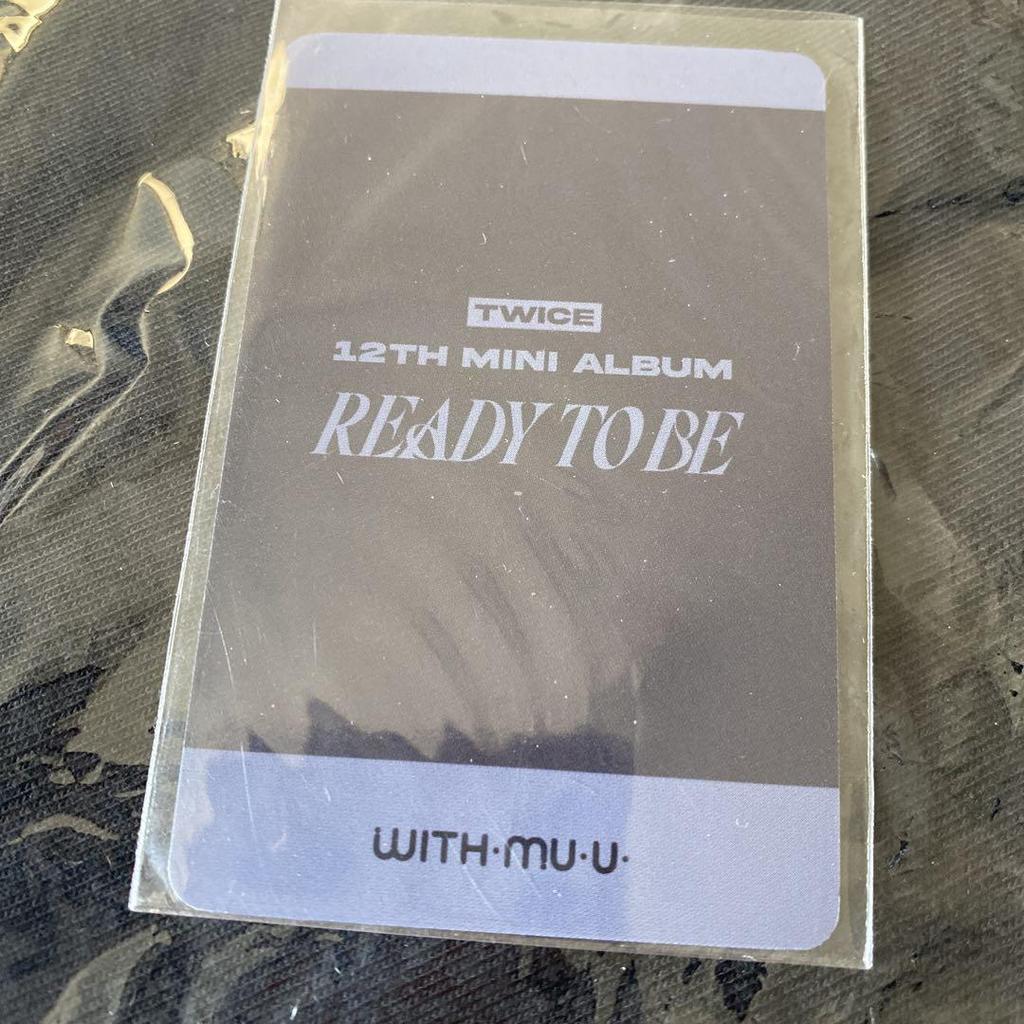 TWICE
12TH MINI ALBUM
READY TO BE
WITH·MU·U·